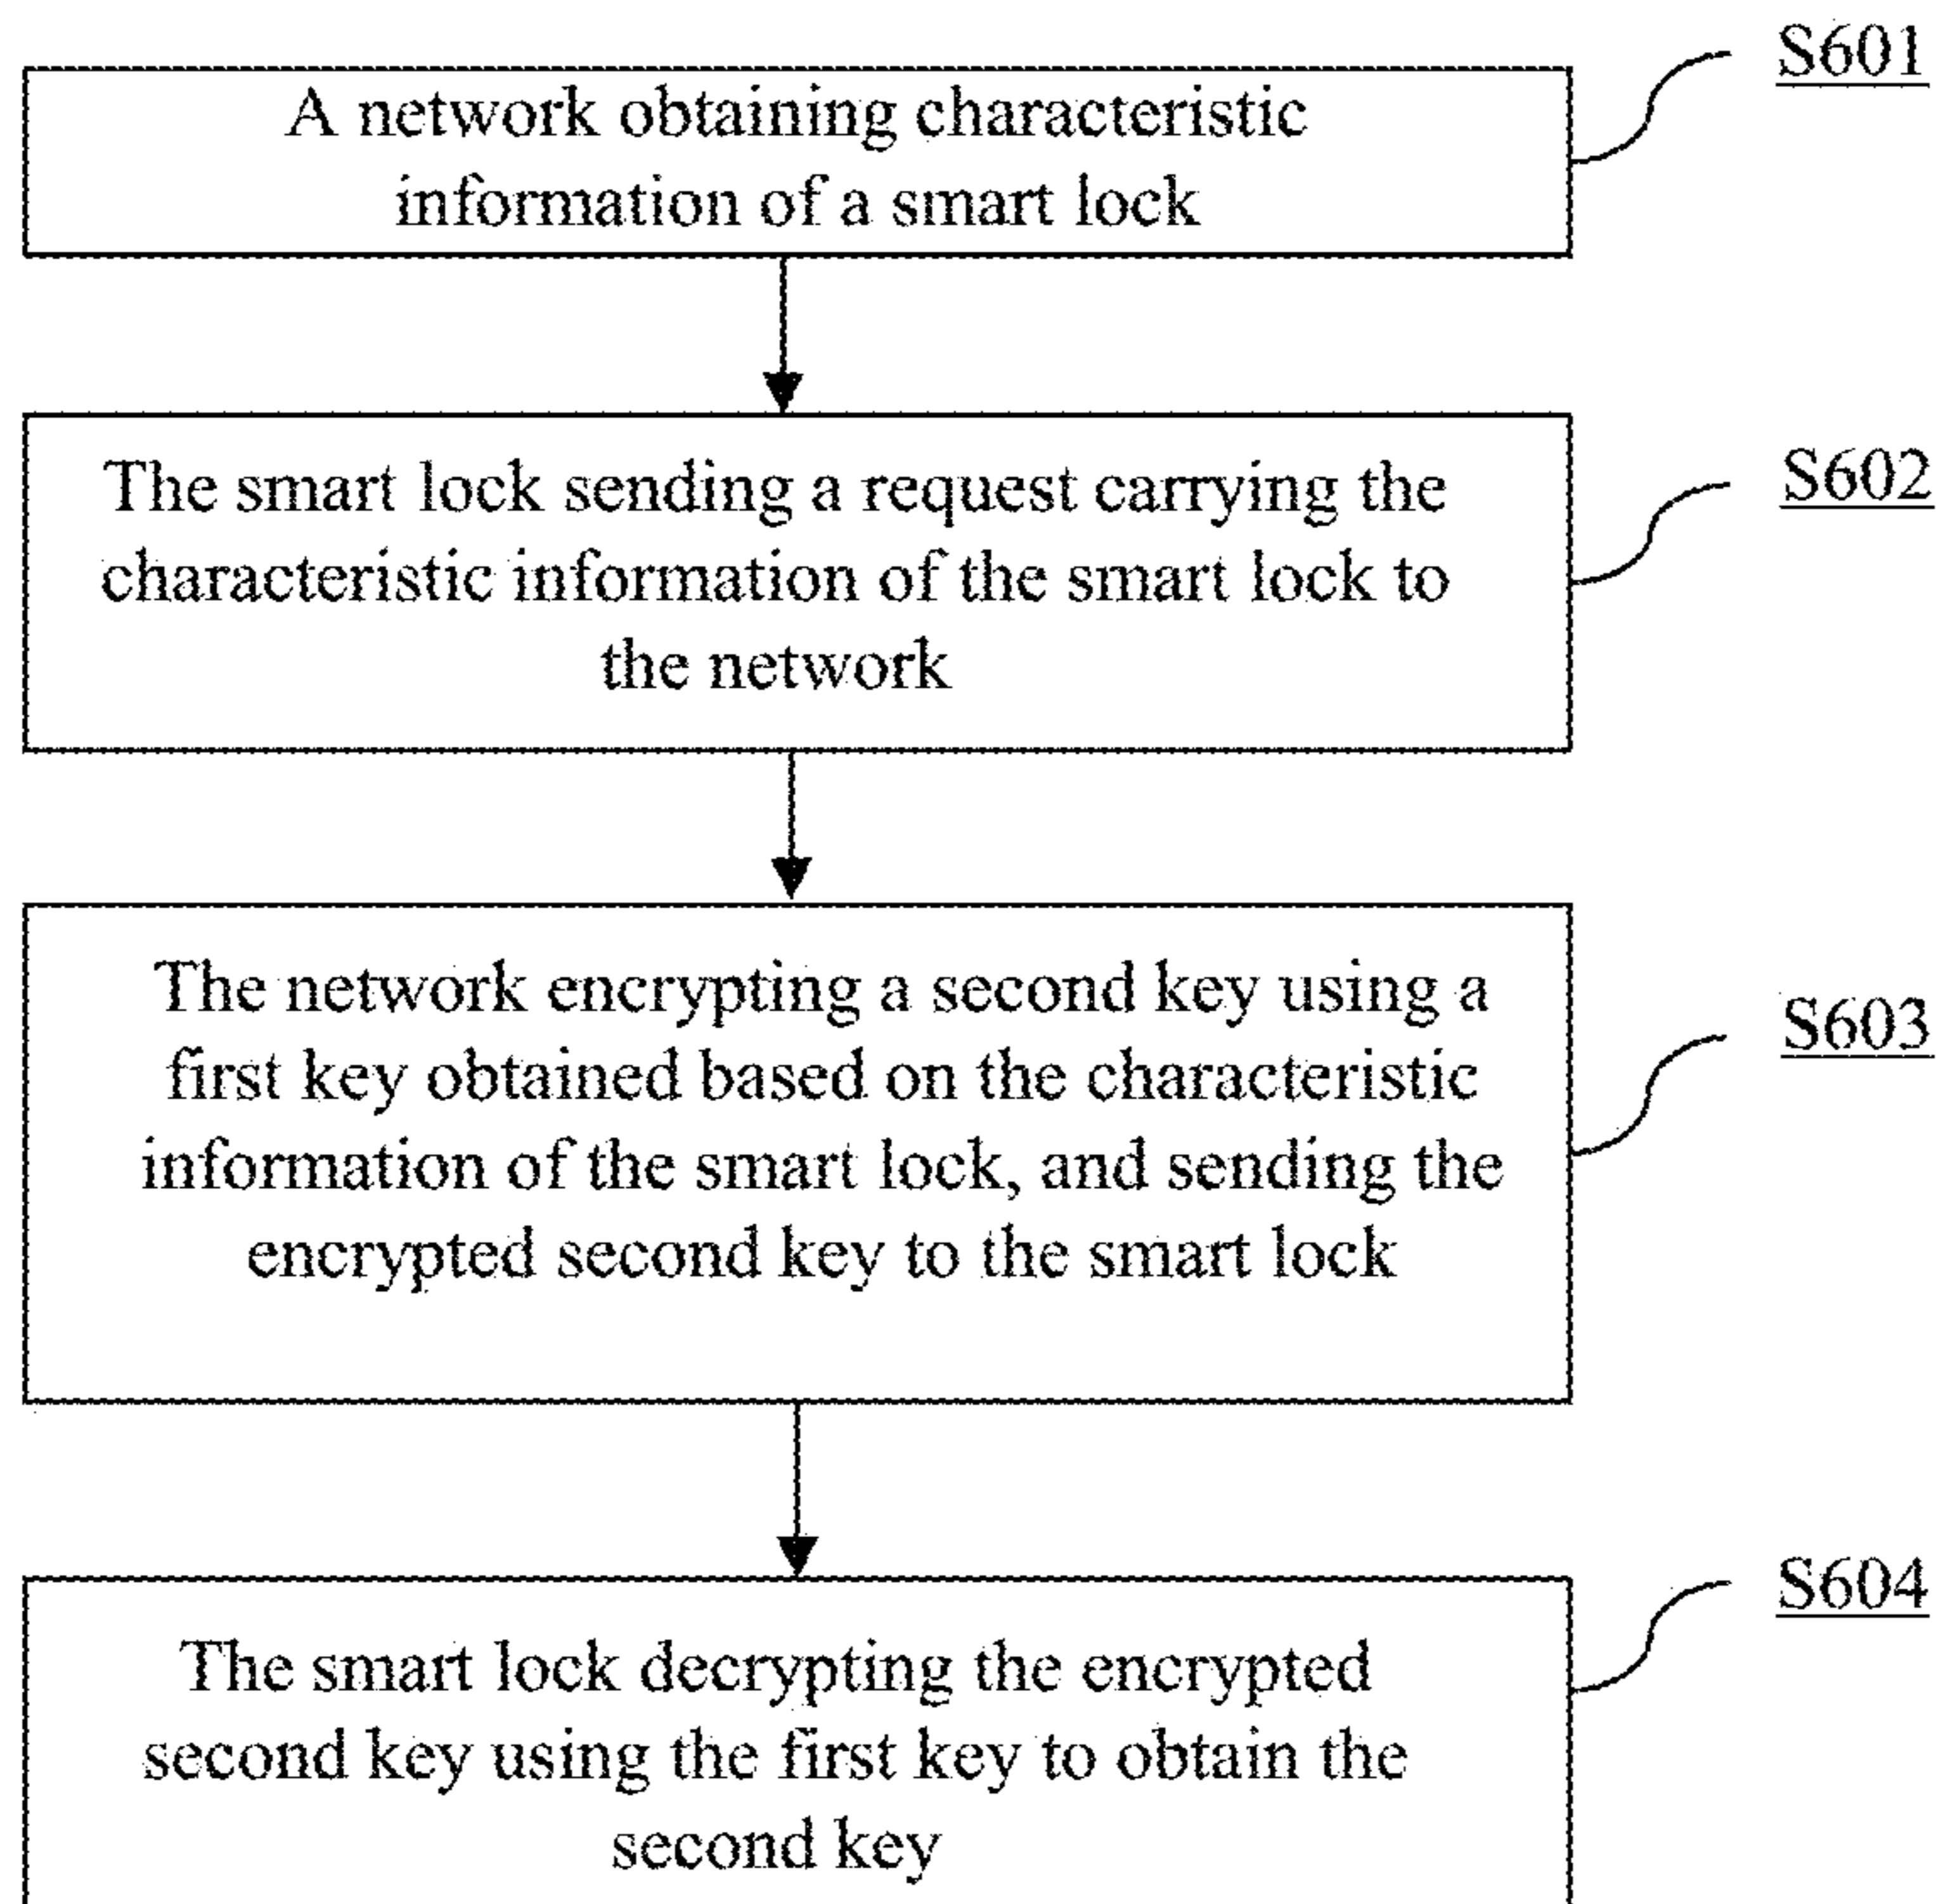 S601
A network obtaining characteristic
information of a smart lock
S602
The smart lock sending a request carrying the
characteristic information of the smart lock to
the network
S603
The network encrypting a second key using a
first key obtained based on the characteristic
information of the smart lock, and sending the
encrypted second key to the smart lock
S604
The smart lock decrypting the encrypted
second key using the first key to obtain the
second key